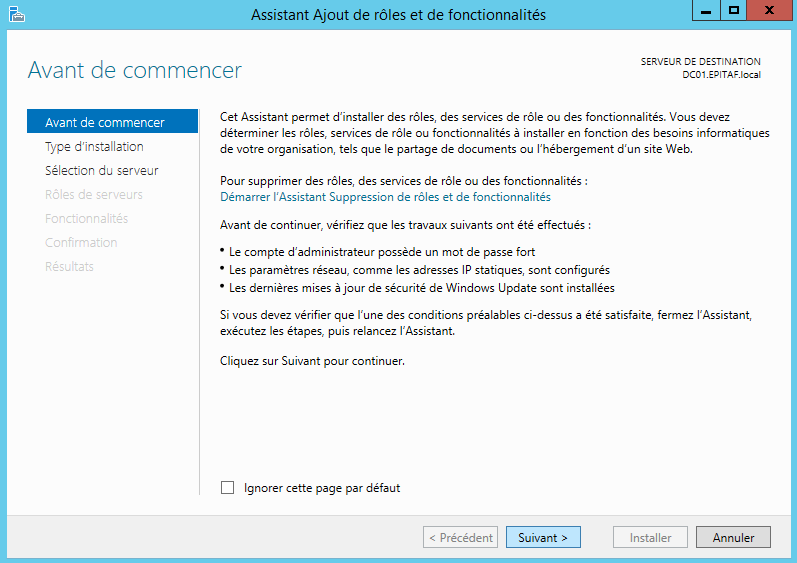 Assistant Ajout de rôles et de fonctionnalités
Avant de commencer
SERVEUR DE DESTINATION
DC01.EPITAF.local
Avant de commencer
Type d'installation
Sélection du serveur
Rôles de serveurs
Fonctionnalités
Confirmation
Résultats
Cet Assistant permet d'installer des rôles, des services de rôle ou des fonctionnalités. Vous devez
déterminer les rôles, services de rôle ou fonctionnalités à installer en fonction des besoins informatiques
de votre organisation, tels que le partage de documents ou l'hébergement d'un site Web.
Pour supprimer des rôles, des services de rôle ou des fonctionnalités :
Démarrer l'Assistant Suppression de rôles et de fonctionnalités
Avant de continuer, vérifiez que les travaux suivants ont été effectués :
• Le compte d'administrateur possède un mot de passe fort
• Les paramètres réseau, comme les adresses IP statiques, sont configurés
• Les dernières mises à jour de sécurité de Windows Update sont installées
Si vous devez vérifier que l'une des conditions préalables ci-dessus a été satisfaite, fermez l'Assistant,
exécutez les étapes, puis relancez l'Assistant.
Cliquez sur Suivant pour continuer.
Ignorer cette page par défaut
< Précédent
Suivant >
Installer
Annuler